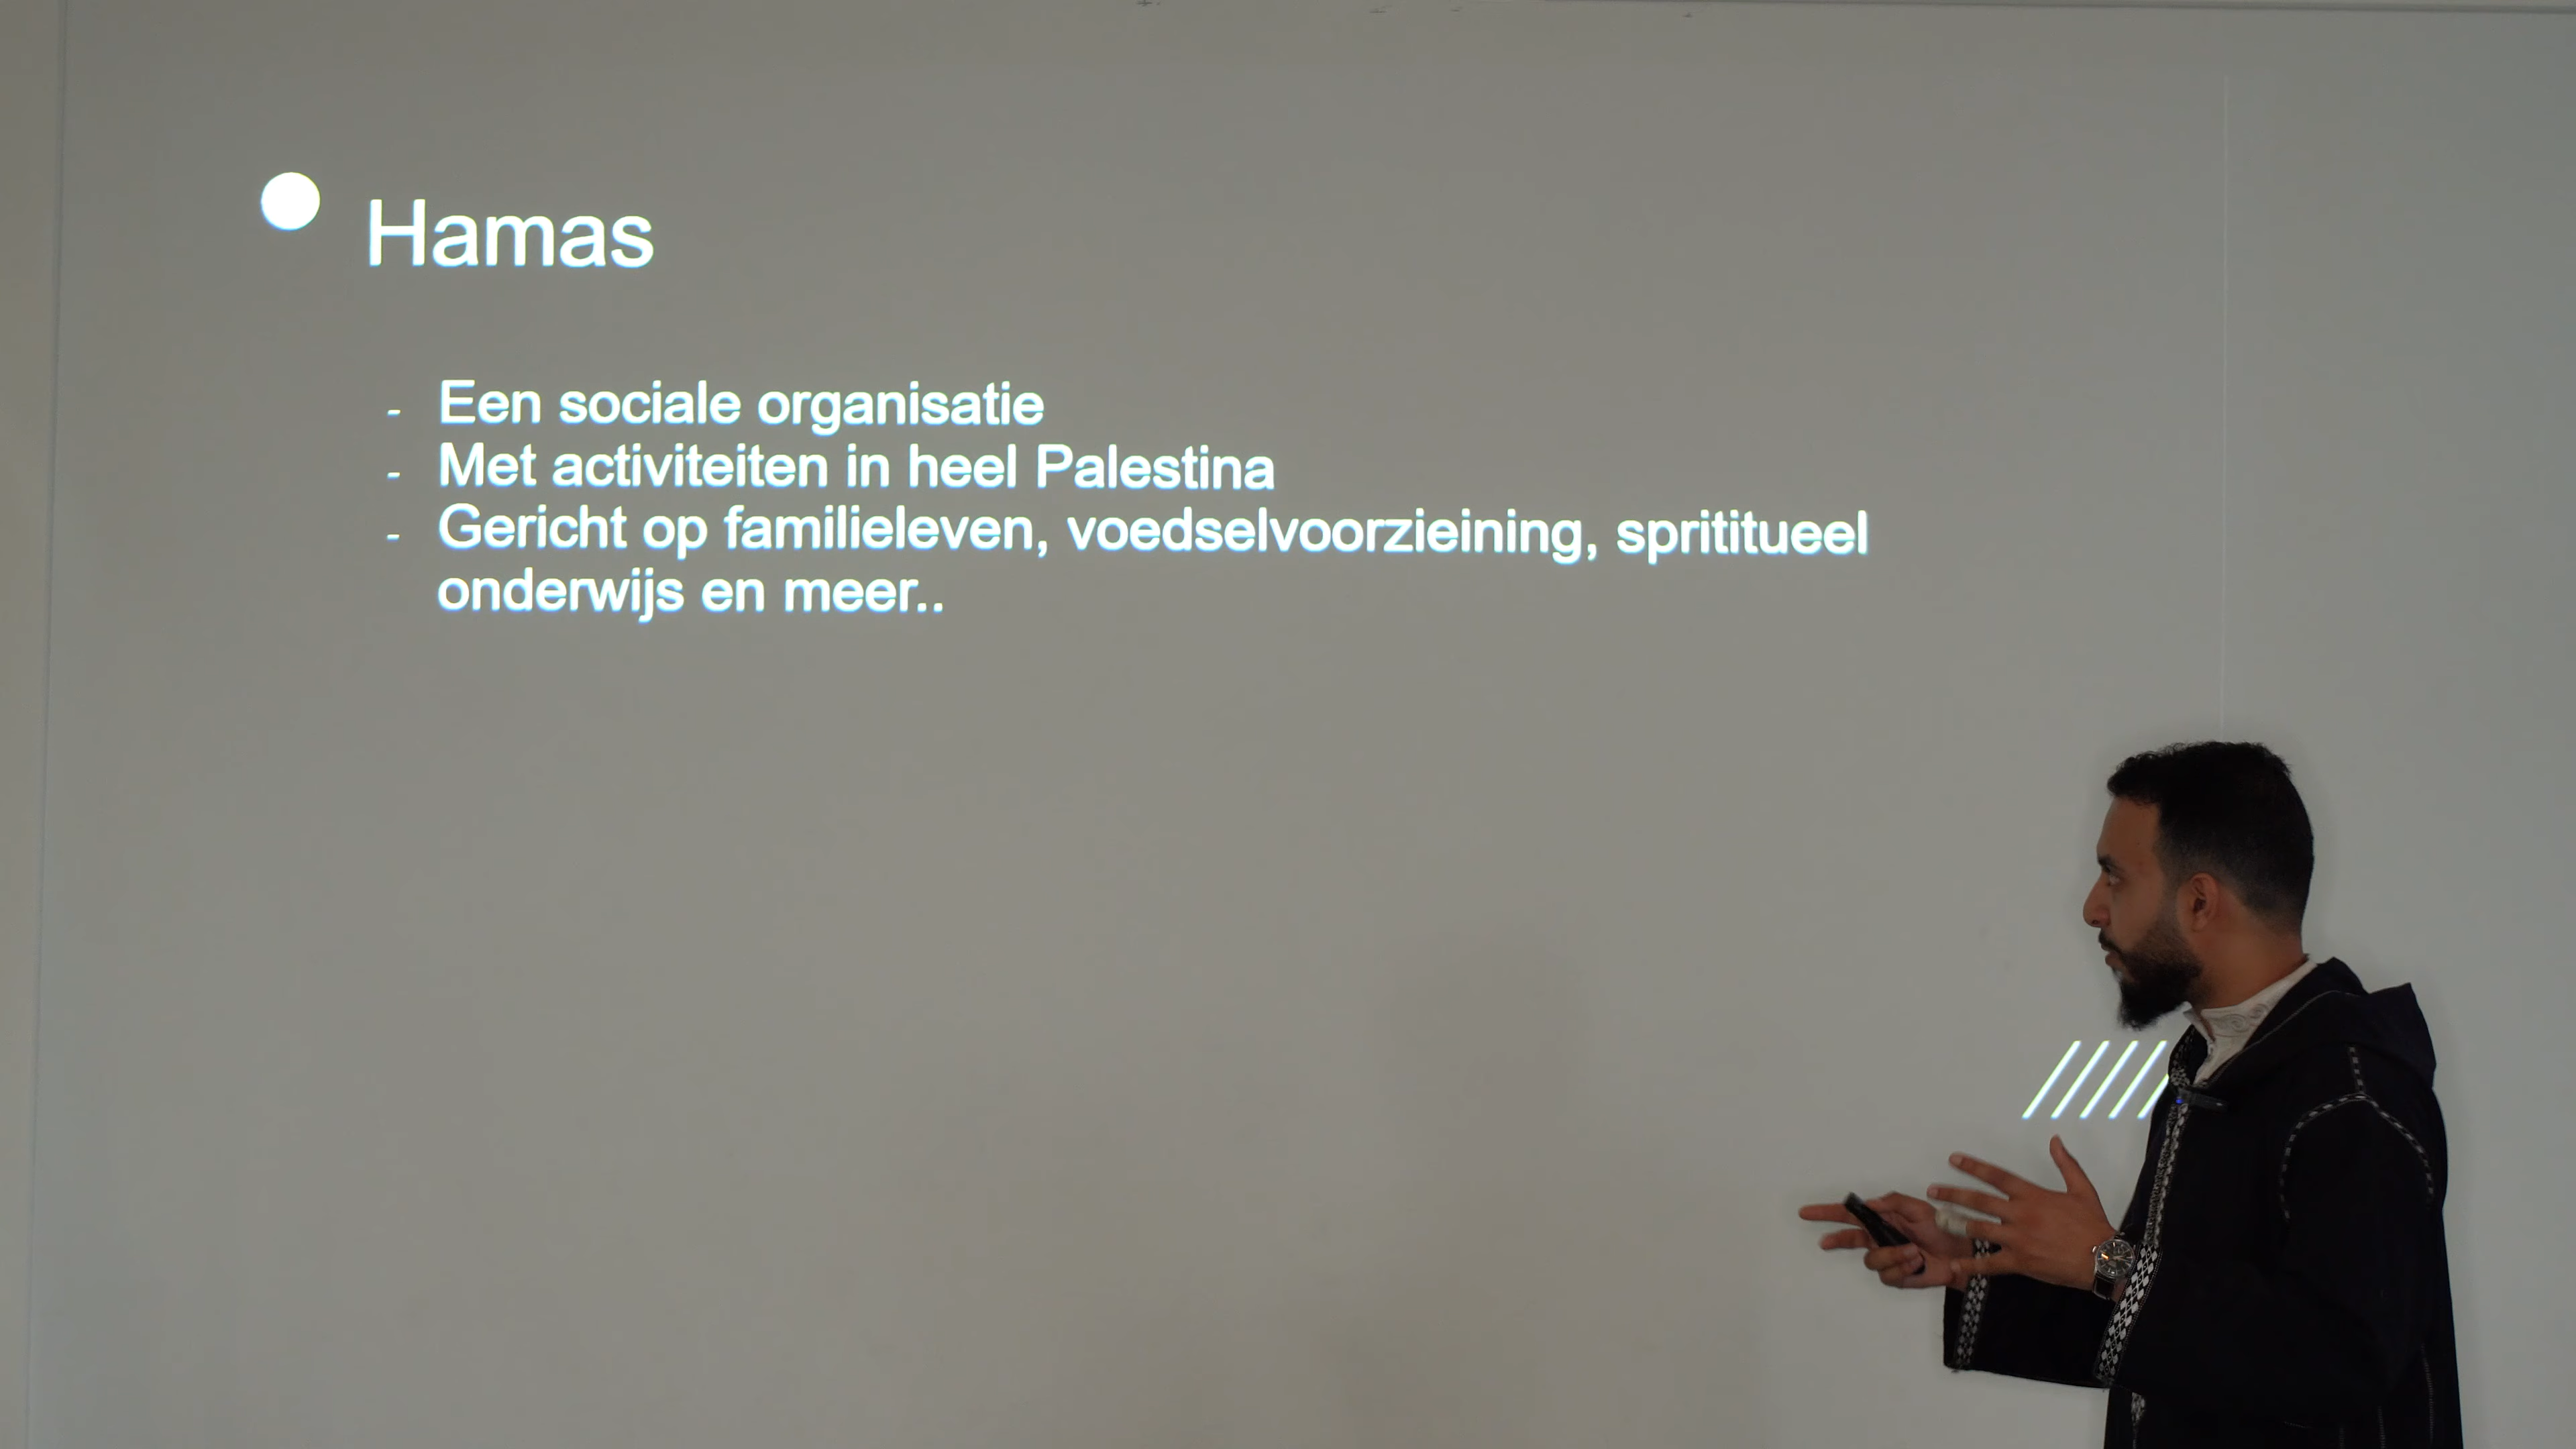 Hamas
- Een sociale organisatie
- Met activiteiten in heel Palestina
- Gericht op familieleven, voedselvoorzieining, sprititueel
onderwijs en meer..